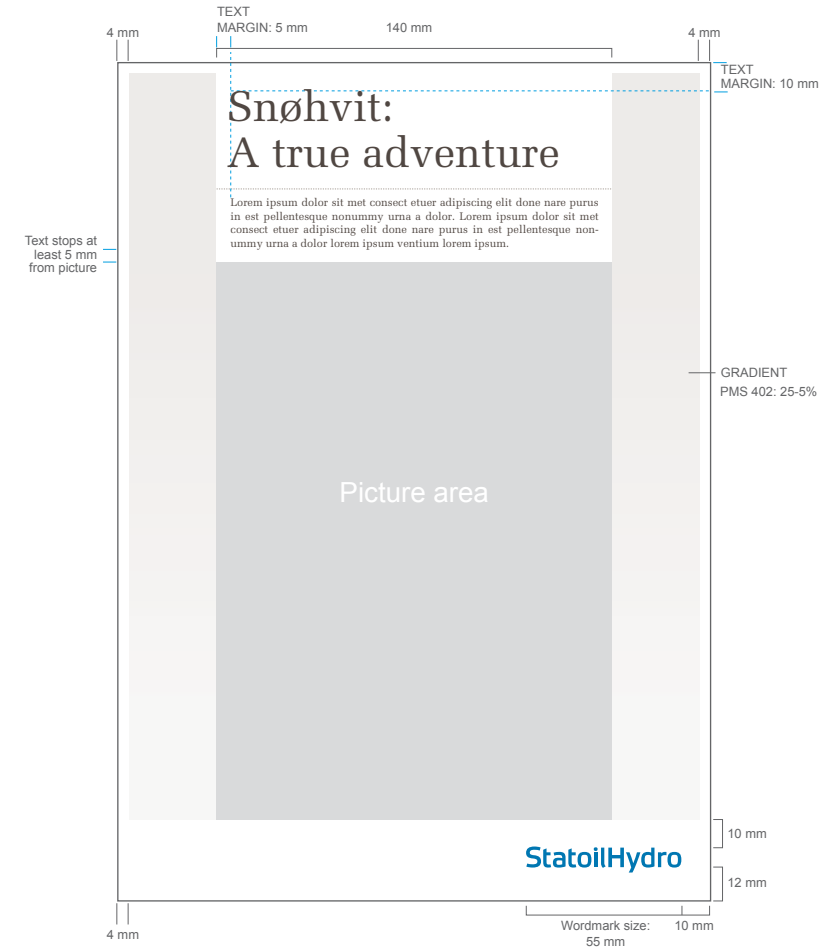 TEXT
MARGIN: 5 mm
140 mm
4 mm
4 mm
TEXT
MARGIN: 10 mm
Snøhvit:
A true adventure
Lorem ipsum dolor sit met consect etuer adipiscing elit done nare purus
in est pellentesque nonummy urna a dolor. Lorem ipsum dolor sit met
consect etuer adipiscing elit done nare purus in est pellentesque non-
ummy urna a dolor lorem ipsum ventium lorem ipsum.
Text stops at
least 5 mm
from picture
GRADIENT
PMS 402: 25-5%
Picture area
10 mm
StatoilHydro
12 mm
Wordmark size:
55 mm
10 mm
4 mm